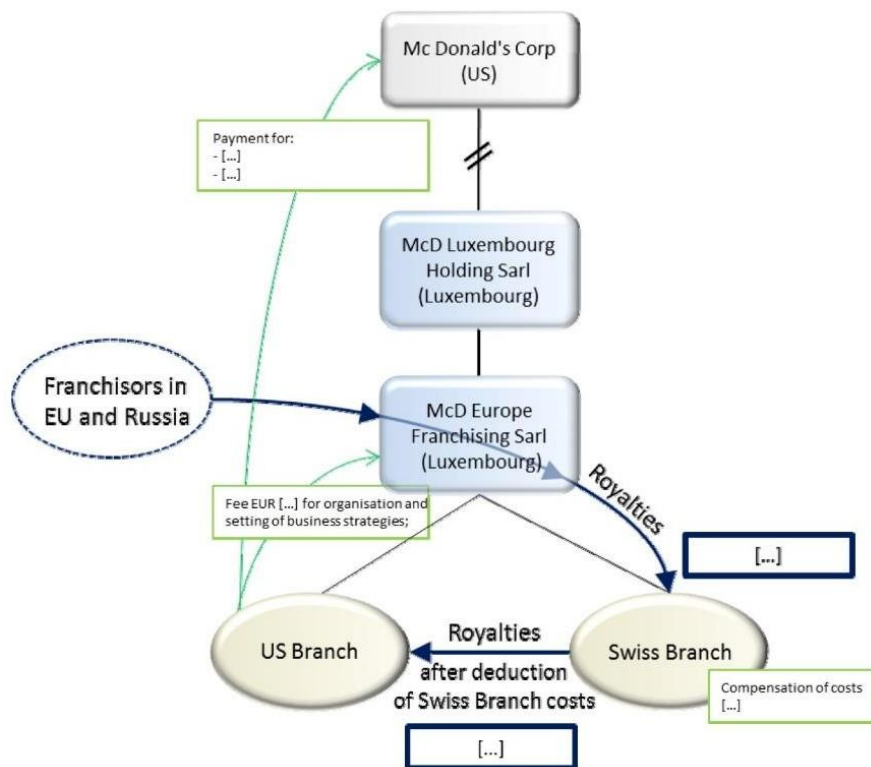 Mc Donald's Corp
(US)
Payment for:
- [...]
- [...]
McD Luxembourg
Holding Sarl
(Luxembourg)
Franchisors in
EU and Russia
McD Europe
Franchising Sarl
(Luxembourg)
Royalties
Fee EUR [...] for organisation and
setting of business strategies;
[...]
US Branch
Royalties
after deduction
of Swiss Branch costs
Swiss Branch
Compensation of costs
[...]
[...]